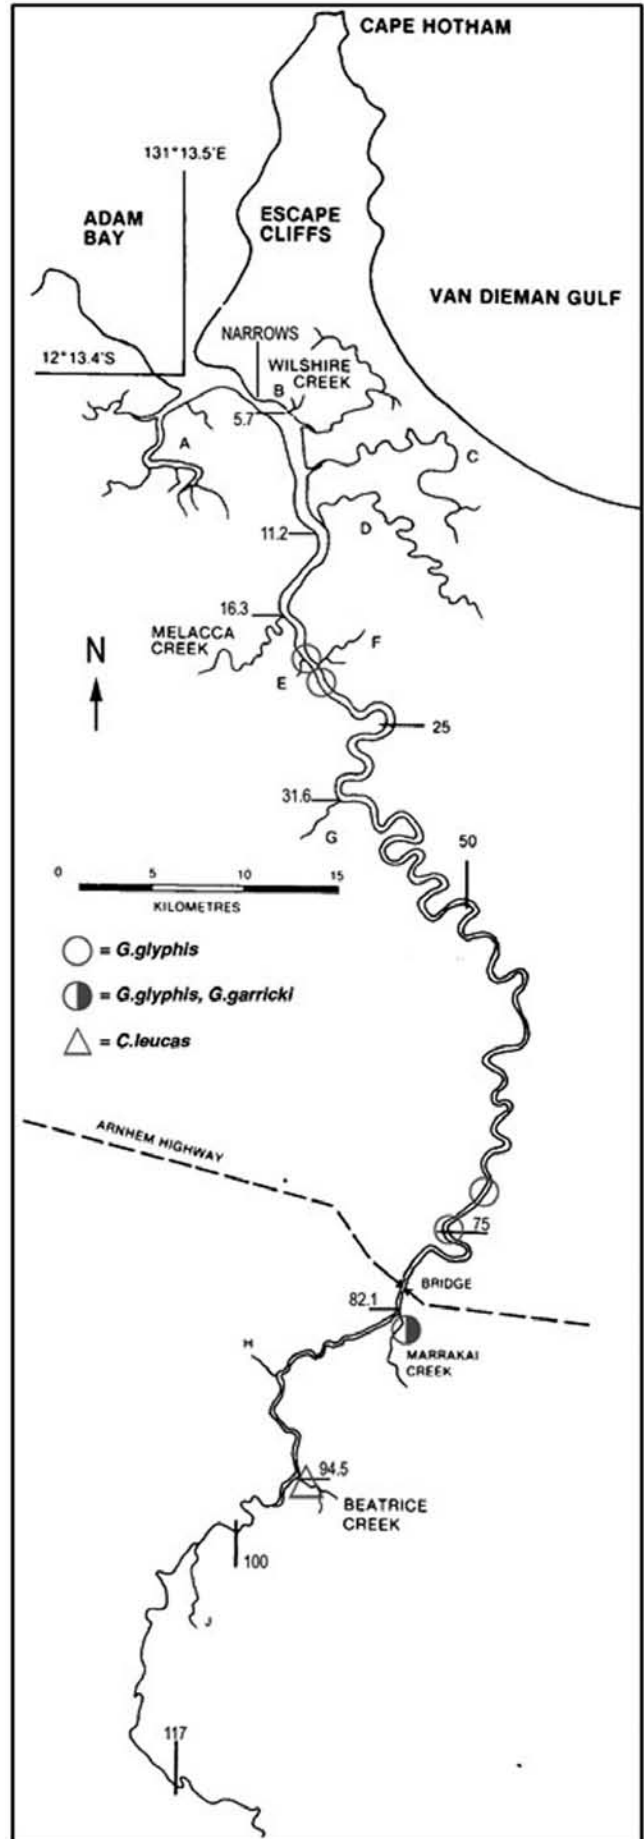 CAPE HOTHAM
131°13.5'E
ADAM
BAY
ESCAPE
CLIFFS
VAN DIEMAN GULF
NARROWS
12°13.4'S
WILSHIRE
CREEK
B
5.7
A
C
D
11.2
16.3
MELACCA
CREEK
F
N
E
25
31.6
G
50
0 5 10 15
KILOMETRES
= G.glyphis
= G.glyphis, G.garricki
= C.leucas
ARNHEM HIGHWAY
75
BRIDGE
82.1
H
MARRAKAI
CREEK
94.5
BEATRICE
CREEK
100
J
117